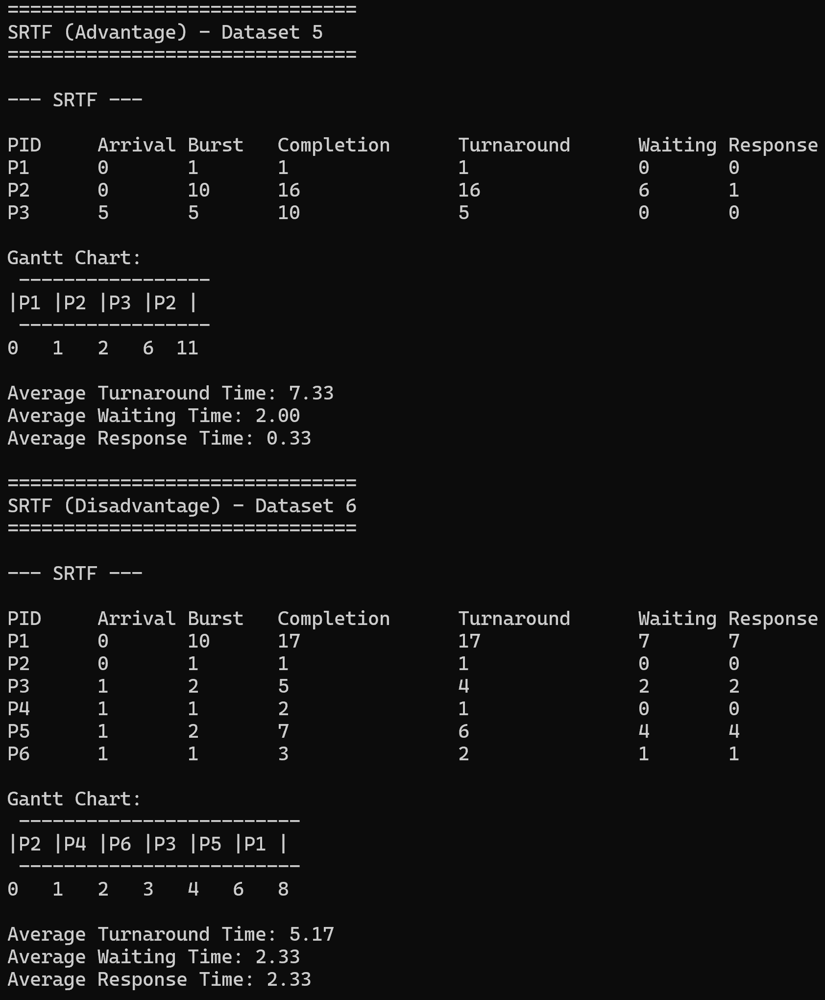 ===============================
SRTF (Advantage) - Dataset 5
===============================
--- SRTF ---
PID     Arrival Burst   Completion      Turnaround      Waiting Response
P1      0       1       1               1               0       0
P2      0       10      16              16              6       1
P3      5       5       10              5               0       0
Gantt Chart:
 -----------------
|P1 |P2 |P3 |P2 |
 -----------------
0   1   2   6  11
Average Turnaround Time: 7.33
Average Waiting Time: 2.00
Average Response Time: 0.33
===============================
SRTF (Disadvantage) - Dataset 6
===============================
--- SRTF ---
PID     Arrival Burst   Completion      Turnaround      Waiting Response
P1      0       10      17              17              7       7
P2      0       1       1               1               0       0
P3      1       2       5               4               2       2
P4      1       1       2               1               0       0
P5      1       2       7               6               4       4
P6      1       1       3               2               1       1
Gantt Chart:
 -------------------------
|P2 |P4 |P6 |P3 |P5 |P1 |
 -------------------------
0   1   2   3   4   6   8
Average Turnaround Time: 5.17
Average Waiting Time: 2.33
Average Response Time: 2.33